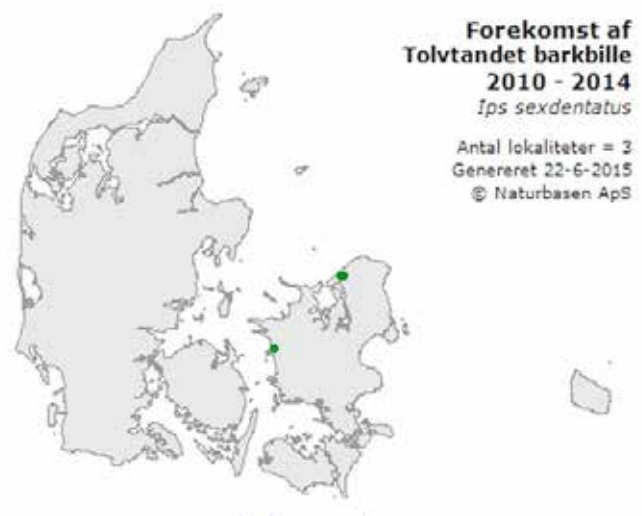 Forekomst af
Tolvtandet barkbille
2010 - 2014
Ips sexdentatus
Antal lokaliteter = 3
Genereret 22-6-2015
© Naturbasen ApS